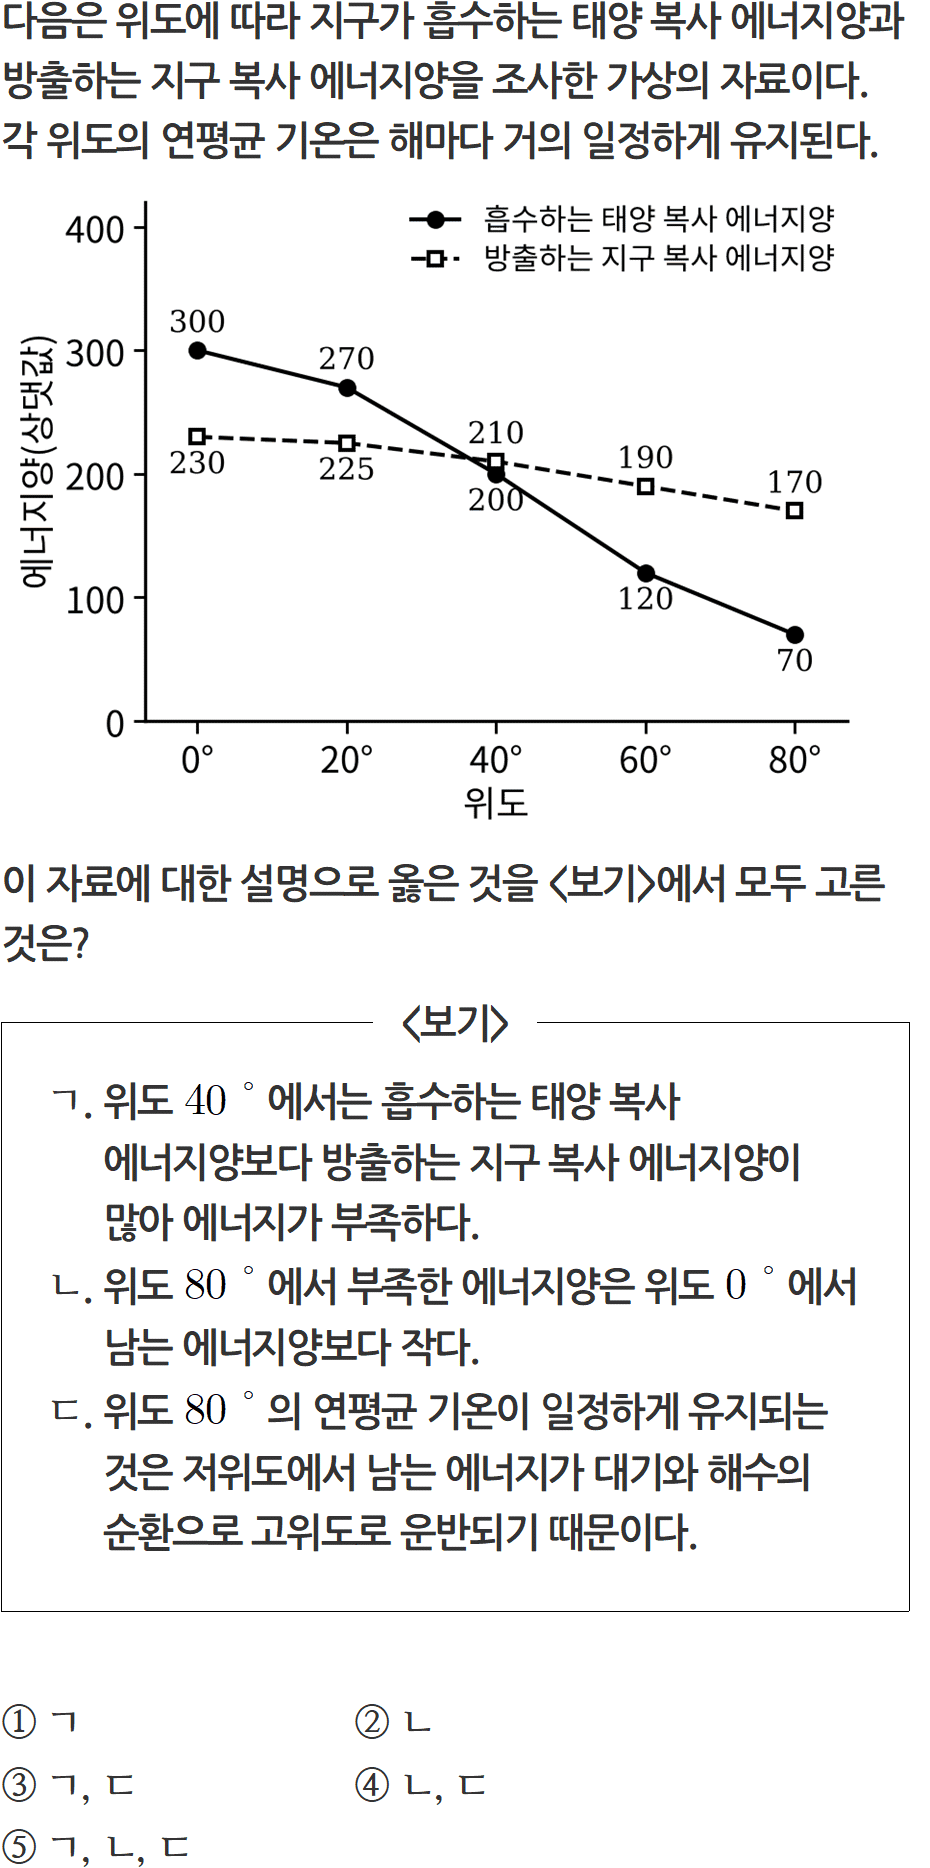 다음은 위도에 따라 지구가 흡수하는 태양 복사 에너지양과
방출하는 지구 복사 에너지양을 조사한 가상의 자료이다.
각 위도의 연평균 기온은 해마다 거의 일정하게 유지된다.
흡수하는 태양 복사 에너지양
방출하는 지구 복사 에너지양
에너지양(상댓값)
400
300
200
100
0
300
270
210
200
190
170
230
225
120
70
0° 20° 40° 60° 80°
위도
이 자료에 대한 설명으로 옳은 것을 <보기>에서 모두 고른
것은?
<보기>
ㄱ. 위도 40°에서는 흡수하는 태양 복사
에너지양보다 방출하는 지구 복사 에너지양이
많아 에너지가 부족하다.
ㄴ. 위도 80°에서 부족한 에너지양은 위도 0°에서
남는 에너지양보다 작다.
ㄷ. 위도 80°의 연평균 기온이 일정하게 유지되는
것은 저위도에서 남는 에너지가 대기와 해수의
순환으로 고위도로 운반되기 때문이다.
① ㄱ ② ㄴ
③ ㄱ, ㄷ ④ ㄴ, ㄷ
⑤ ㄱ, ㄴ, ㄷ